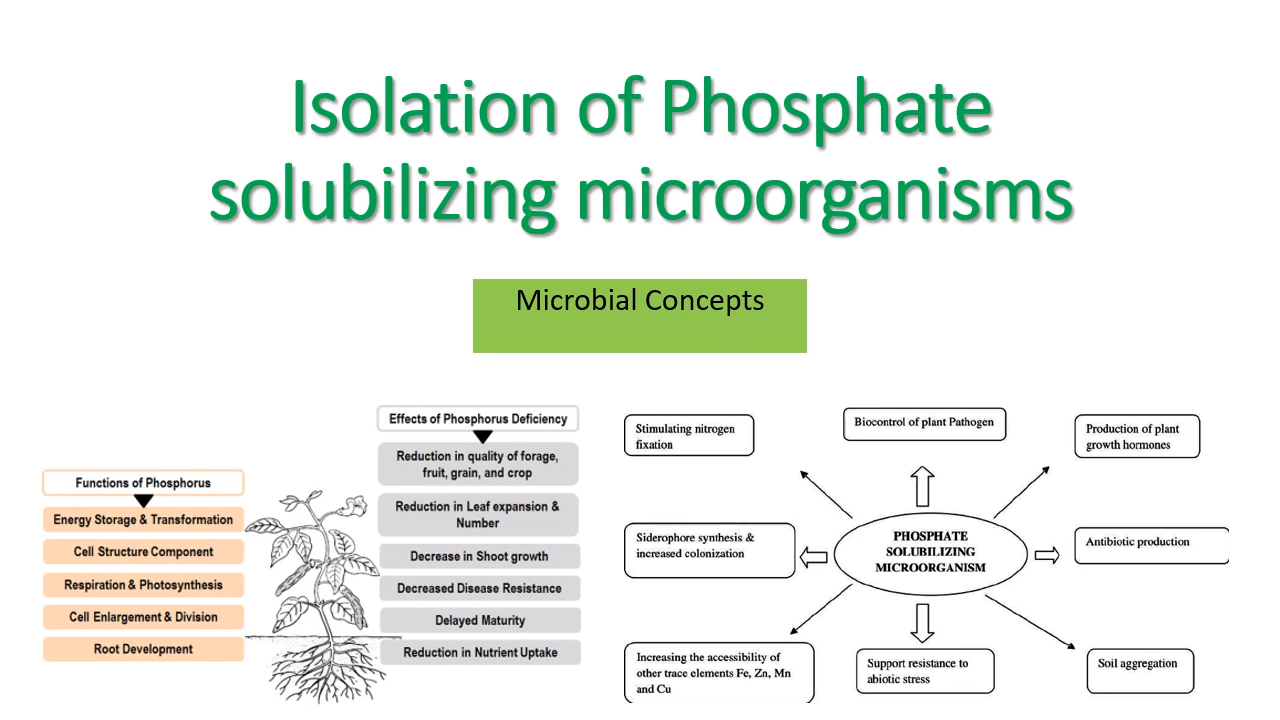 Isolation of Phosphate
solubilizing microorganisms
Microbial Concepts
Functions of Phosphorus
Energy Storage & Transformation
Cell Structure Component
Respiration & Photosynthesis
Cell Enlargement & Division
Root Development
Effects of Phosphorus Deficiency
Reduction in quality of forage,
fruit, grain, and crop
Reduction in Leaf expansion &
Number
Decrease in Shoot growth
Decreased Disease Resistance
Delayed Maturity
Reduction in Nutrient Uptake
Stimulating nitrogen
fixation
Biocontrol of plant Pathogen
Production of plant
growth hormones
Siderophore synthesis &
increased colonization
PHOSPHATE
SOLUBILIZING
MICROORGANISM
Antibiotic production
Increasing the accessibility of
other trace elements Fe, Zn, Mn
and Cu
Support resistance to
abiotic stress
Soil aggregation